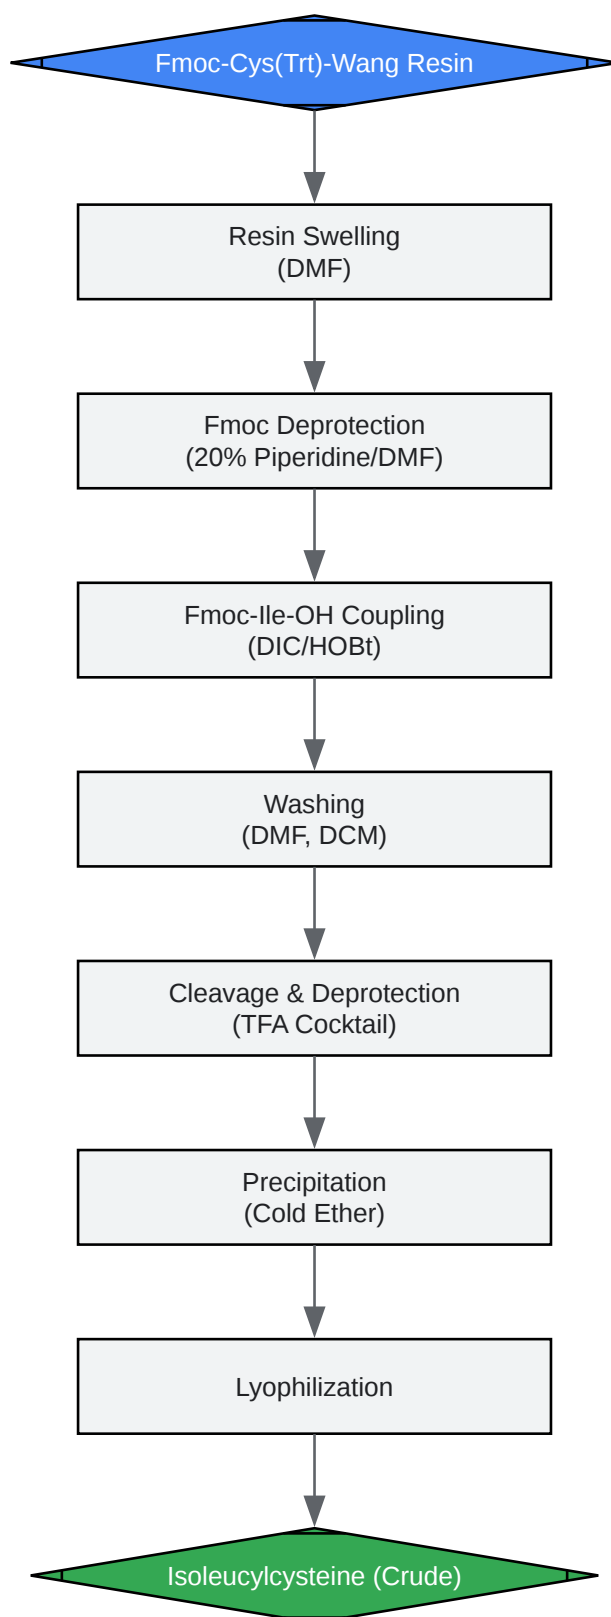 Fmoc-Cys(Trt)-Wang Resin
Resin Swelling
(DMF)
Fmoc Deprotection
(20% Piperidine/DMF)
Fmoc-Ile-OH Coupling
(DIC/HOBt)
Washing
(DMF, DCM)
Cleavage & Deprotection
(TFA Cocktail)
Precipitation
(Cold Ether)
Lyophilization
Isoleucylcysteine (Crude)